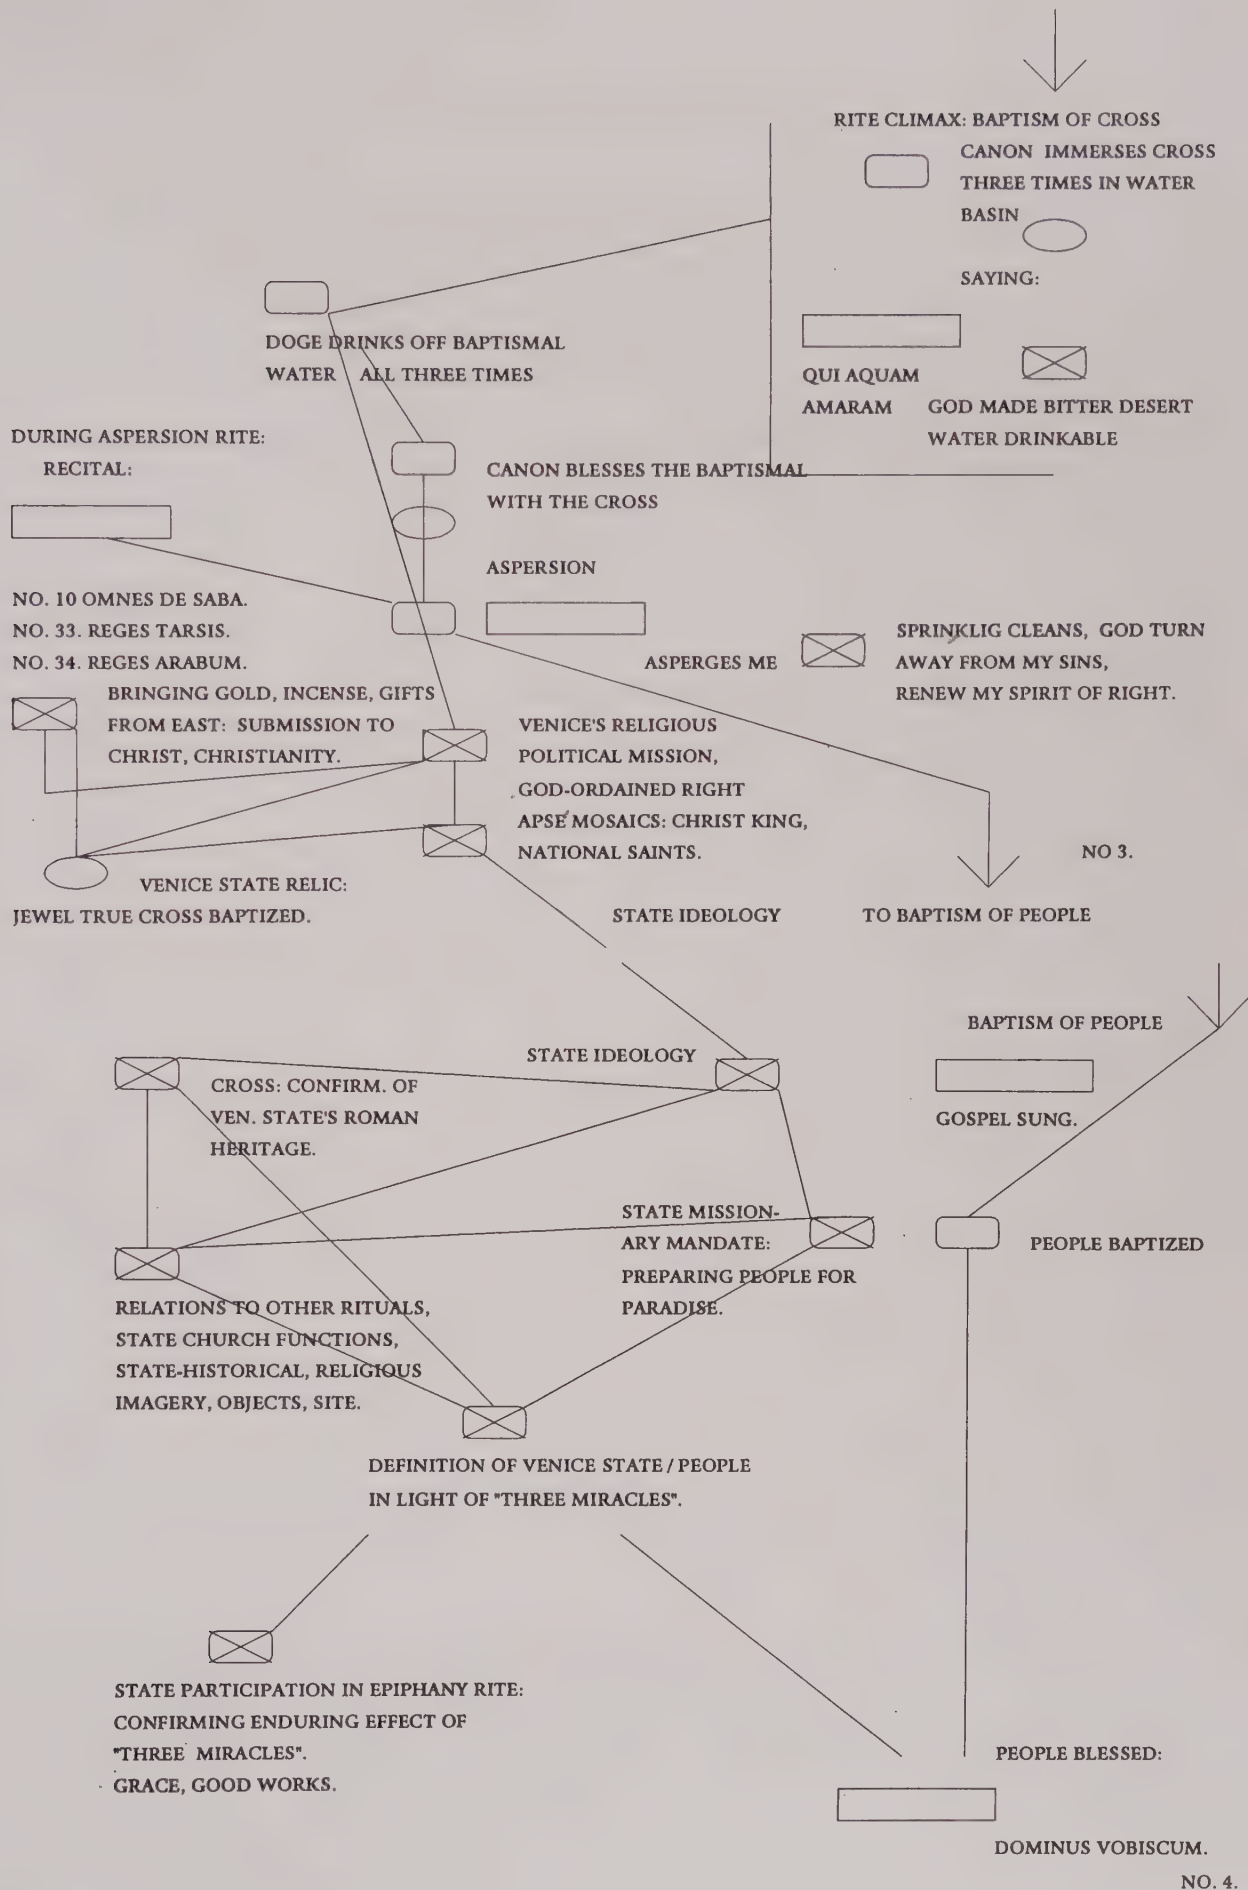 RITE CLIMAX: BAPTISM OF CROSS
CANON IMMERSES CROSS
THREE TIMES IN WATER
BASIN
SAYING:
QUI AQUAM
AMARAM
GOD MADE BITTER DESERT
WATER DRINKABLE
DOGE DRINKS OFF BAPTISMAL
WATER ALL THREE TIMES
DURING ASPERSION RITE:
RECITAL:
CANON BLESSES THE BAPTISMAL
WITH THE CROSS
ASPERSION
NO. 10 OMNES DE SABA.
NO. 33. REGES TARSIS.
NO. 34. REGES ARABUM.
BRINGING GOLD, INCENSE, GIFTS
FROM EAST: SUBMISSION TO
CHRIST, CHRISTIANITY.
ASPERGES ME
SPRINKLIG CLEANS, GOD TURN
AWAY FROM MY SINS,
RENEW MY SPIRIT OF RIGHT.
VENICE'S RELIGIOUS
POLITICAL MISSION,
GOD-ORDAINED RIGHT
APSE MOSAICS: CHRIST KING,
NATIONAL SAINTS.
VENICE STATE RELIC:
JEWEL TRUE CROSS BAPTIZED.
NO 3.
STATE IDEOLOGY
TO BAPTISM OF PEOPLE
BAPTISM OF PEOPLE
STATE IDEOLOGY
GOSPEL SUNG.
CROSS: CONFIRM. OF
VEN. STATE'S ROMAN
HERITAGE.
STATE MISSION-
ARY MANDATE:
PREPARING PEOPLE FOR
PARADISE.
PEOPLE BAPTIZED
RELATIONS TO OTHER RITUALS,
STATE CHURCH FUNCTIONS,
STATE-HISTORICAL, RELIGIOUS
IMAGERY, OBJECTS, SITE.
DEFINITION OF VENICE STATE / PEOPLE
IN LIGHT OF "THREE MIRACLES".
STATE PARTICIPATION IN EPIPHANY RITE:
CONFIRMING ENDURING EFFECT OF
"THREE MIRACLES".
GRACE, GOOD WORKS.
PEOPLE BLESSED:
DOMINUS VOBISCUM.
NO. 4.